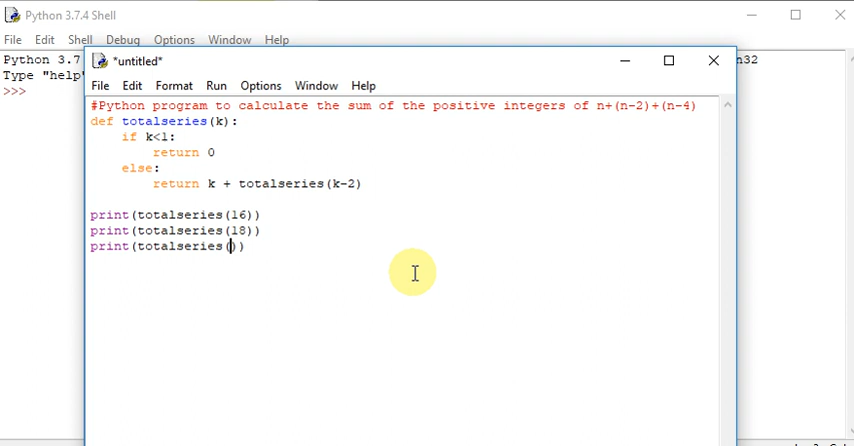 Python 3.7.4 Shell
File Edit Shell Debug Options Window Help
Python 3.7
n32
Type "help"
>>>
*untitled*
File Edit Format Run Options Window Help
#Python program to calculate the sum of the positive integers of n+(n-2)+(n-4)
def totalseries(k):
    if k<1:
        return 0
    else:
        return k + totalseries(k-2)
print(totalseries(16))
print(totalseries(18))
print(totalseries())